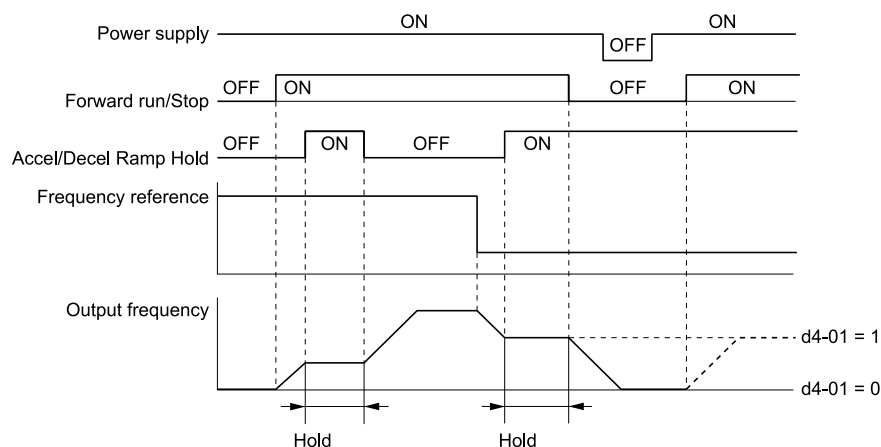 ON
ON
Power supply
OFF
OFF
ON
OFF
ON
Forward run/Stop
OFF
ON
OFF
ON
Accel/Decel Ramp Hold
Frequency reference
Output frequency
d4-01 = 1
d4-01 = 0
Hold
Hold